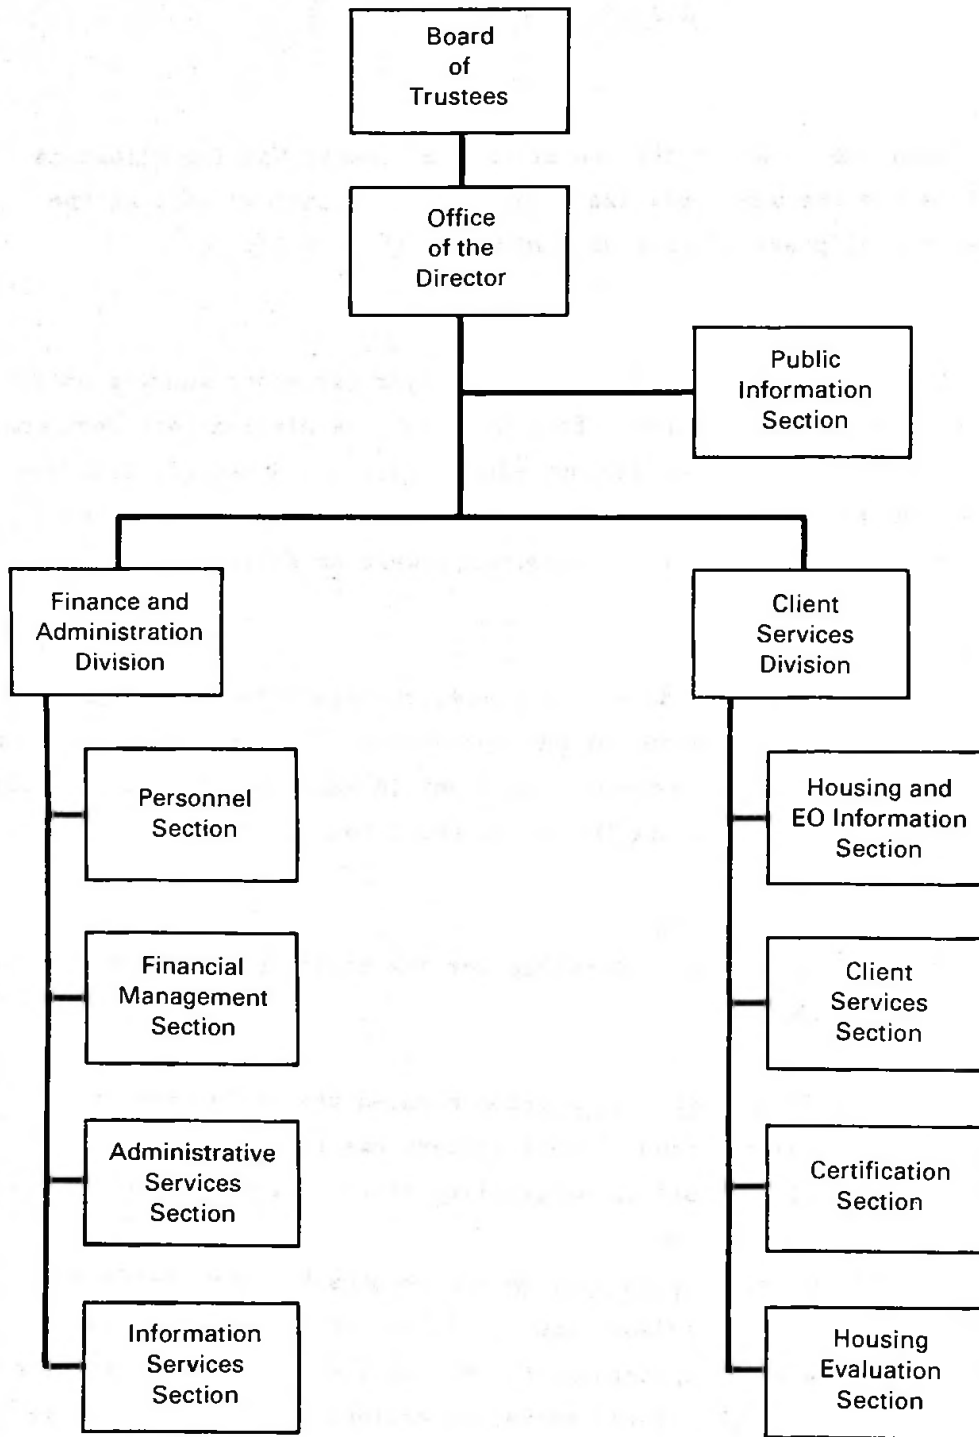 Board
of
Trustees
Office
of the
Director
Public
Information
Section
Finance and
Administration
Division
Client
Services
Division
Personnel
Section
Financial
Management
Section
Administrative
Services
Section
Information
Services
Section
Housing and
EO Information
Section
Client
Services
Section
Certification
Section
Housing
Evaluation
Section